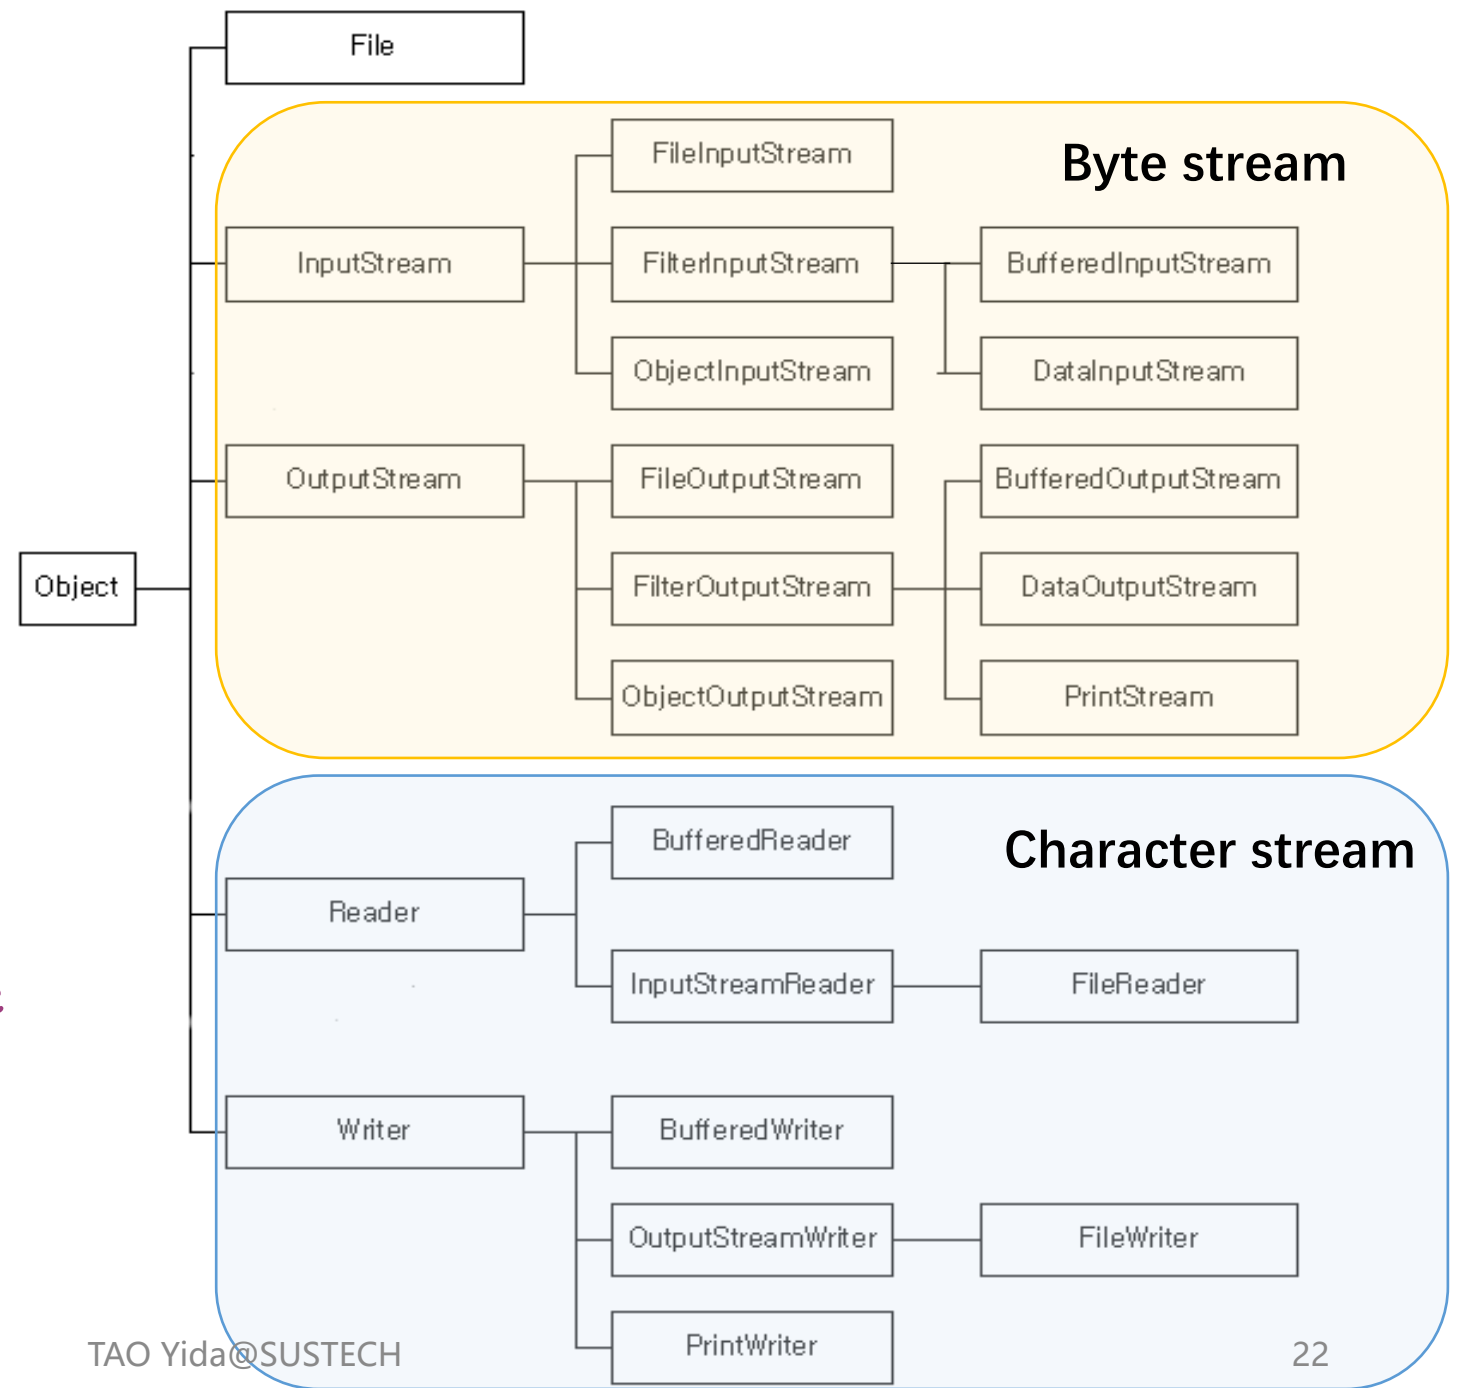 File
Byte stream
FileInputStream
InputStream
FilterInputStream
BufferedInputStream
ObjectInputStream
DataInputStream
OutputStream
FileOutputStream
BufferedOutputStream
Object
FilterOutputStream
DataOutputStream
ObjectOutputStream
PrintStream
Character stream
BufferedReader
Reader
InputStreamReader
FileReader
Writer
BufferedWriter
OutputStreamWriter
FileWriter
PrintWriter
TAO Yida@SUSTECH
22